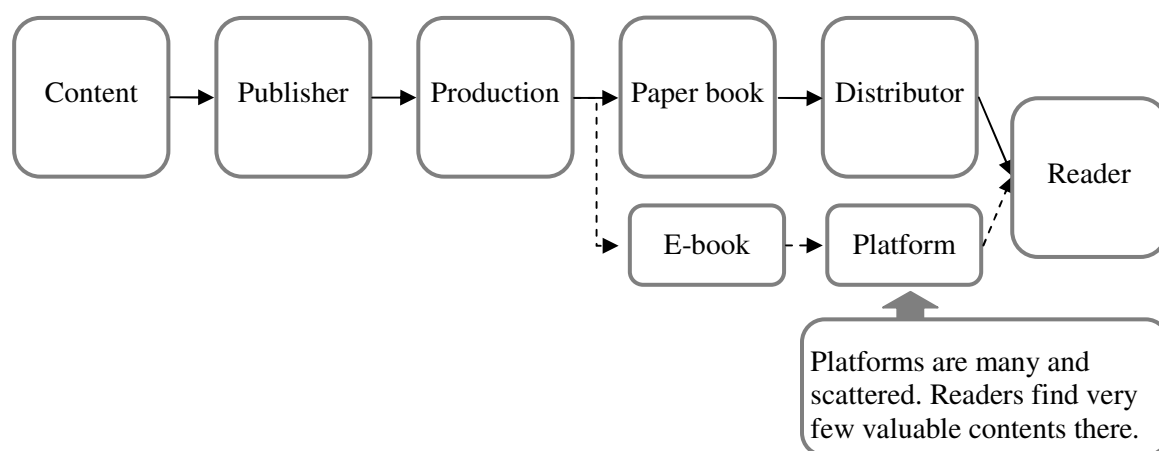 Content
Publisher
Production
Paper book
Distributor
Reader
E-book
Platform
Platforms are many and
scattered. Readers find very
few valuable contents there.